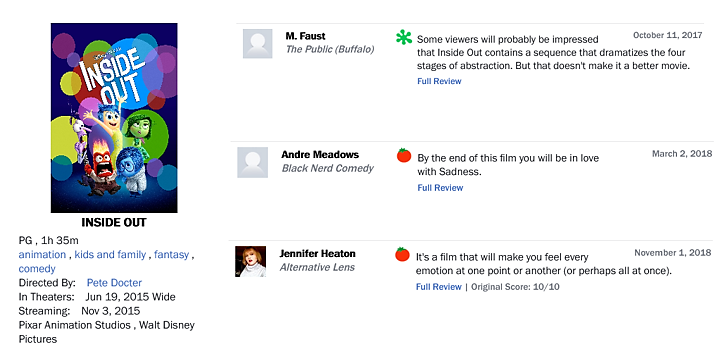 INSIDE
OUT
INSIDE OUT
PG , 1h 35m
animation , kids and family , fantasy ,
comedy
Directed By: Pete Docter
In Theaters: Jun 19, 2015 Wide
Streaming: Nov 3, 2015
Pixar Animation Studios , Walt Disney
Pictures
M. Faust
The Public (Buffalo)
October 11, 2017
Some viewers will probably be impressed
that Inside Out contains a sequence that dramatizes the four
stages of abstraction. But that doesn't make it a better movie.
Full Review
Andre Meadows
Black Nerd Comedy
March 2, 2018
By the end of this film you will be in love
with Sadness.
Full Review
Jennifer Heaton
Alternative Lens
November 1, 2018
It's a film that will make you feel every
emotion at one point or another (or perhaps all at once).
Full Review | Original Score: 10/10